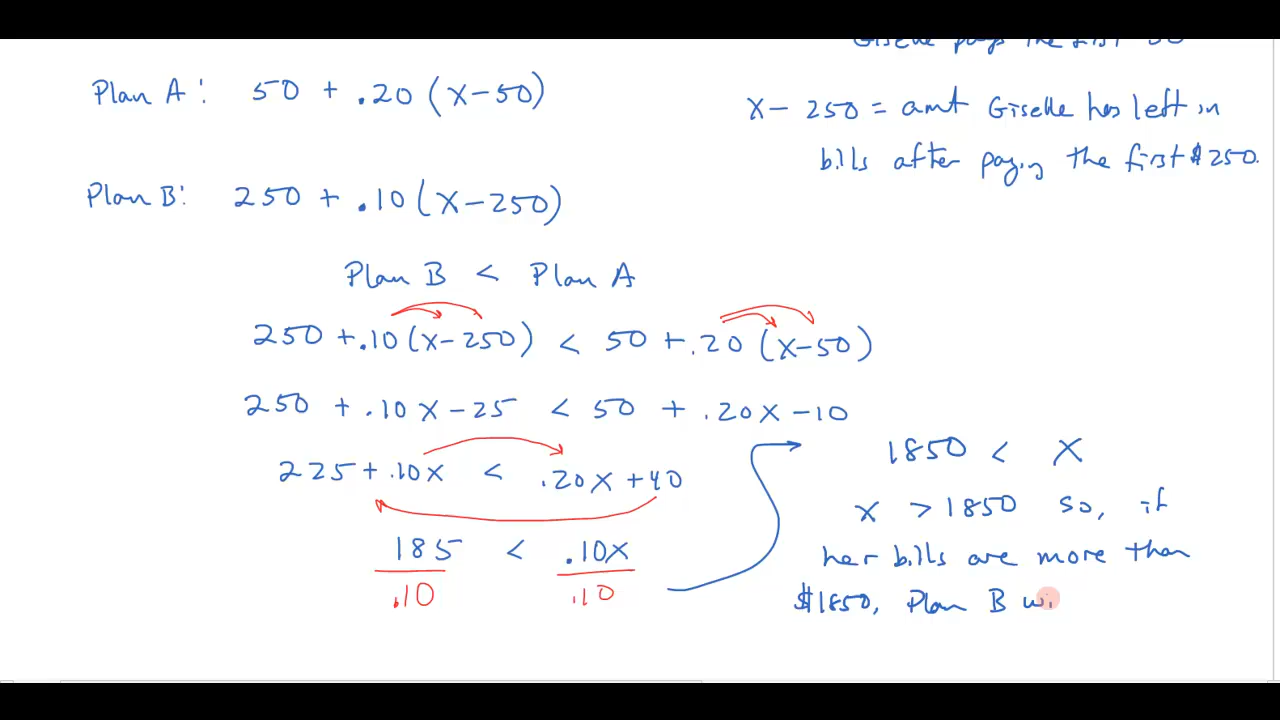 Plan A: 50 + .20 (x-50)
x - 250 = amt Giselle has left in
bills after paying the first $250.
Plan B: 250 + .10 (x-250)
Plan B < Plan A
250 + .10 (x-250) < 50 + .20 (x-50)
250 + .10x - 25 < 50 + .20x - 10
225 + .10x < .20x + 40
185 < .10x
.10 .10
1850 < x
x > 1850 so, if
her bills are more than
$1850, Plan B wi